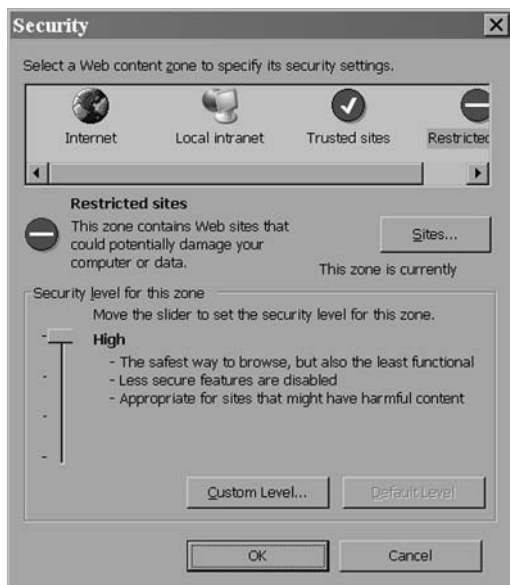 Security
Select a Web content zone to specify its security settings.
Internet Local intranet Trusted sites Restricted
Restricted sites
This zone contains Web sites that
could potentially damage your
computer or data.
Sites...
This zone is currently
Security level for this zone
Move the slider to set the security level for this zone.
High
- The safest way to browse, but also the least functional
- Less secure features are disabled
- Appropriate for sites that might have harmful content
Custom Level... Default Level
OK Cancel